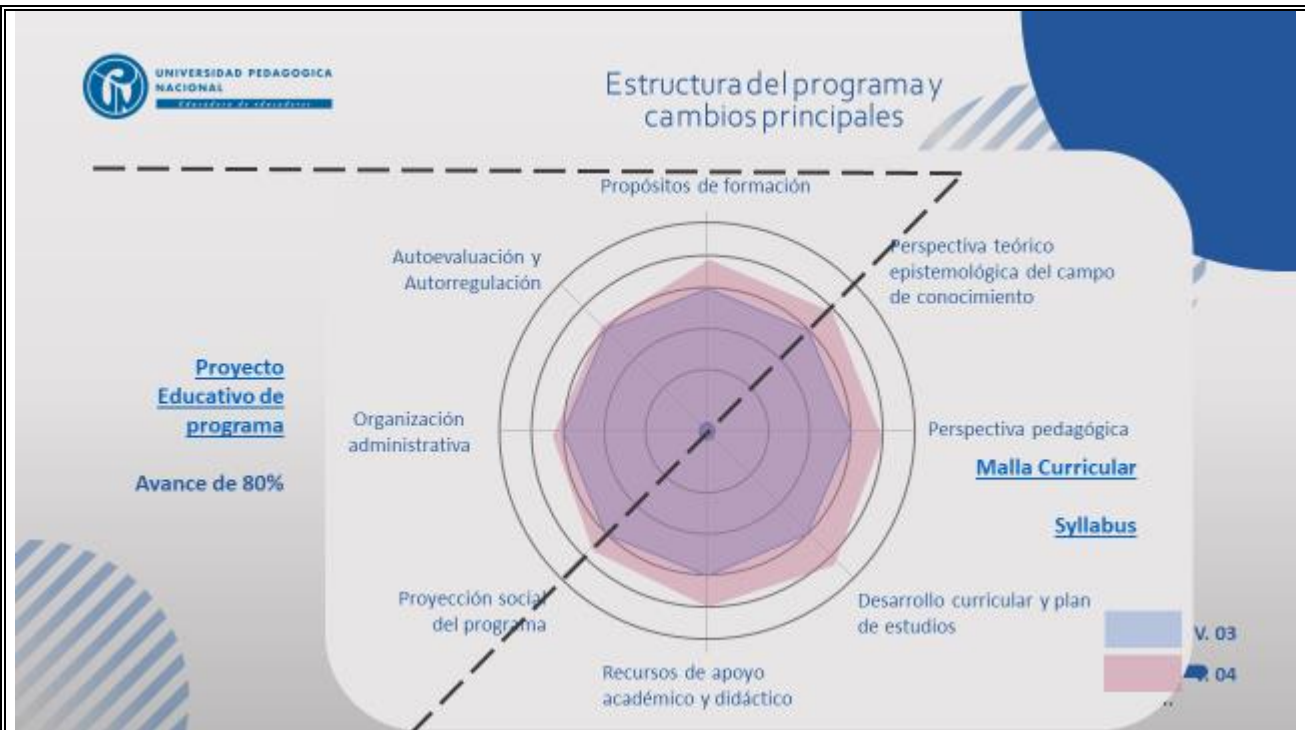 UNIVERSIDAD PEDAGOGICA
NACIONAL
Educadora de educadores
Estructura del programa y
cambios principales
Propósitos de formación
Autoevaluación y
Autorregulación
Perspectiva teórico
epistemológica del campo
de conocimiento
Proyecto
Educativo de
programa
Avance de 80%
Organización
administrativa
Perspectiva pedagógica
Malla Curricular
Syllabus
Proyección social
del programa
Desarrollo curricular y plan
de estudios
Recursos de apoyo
académico y didáctico
V. 03
04